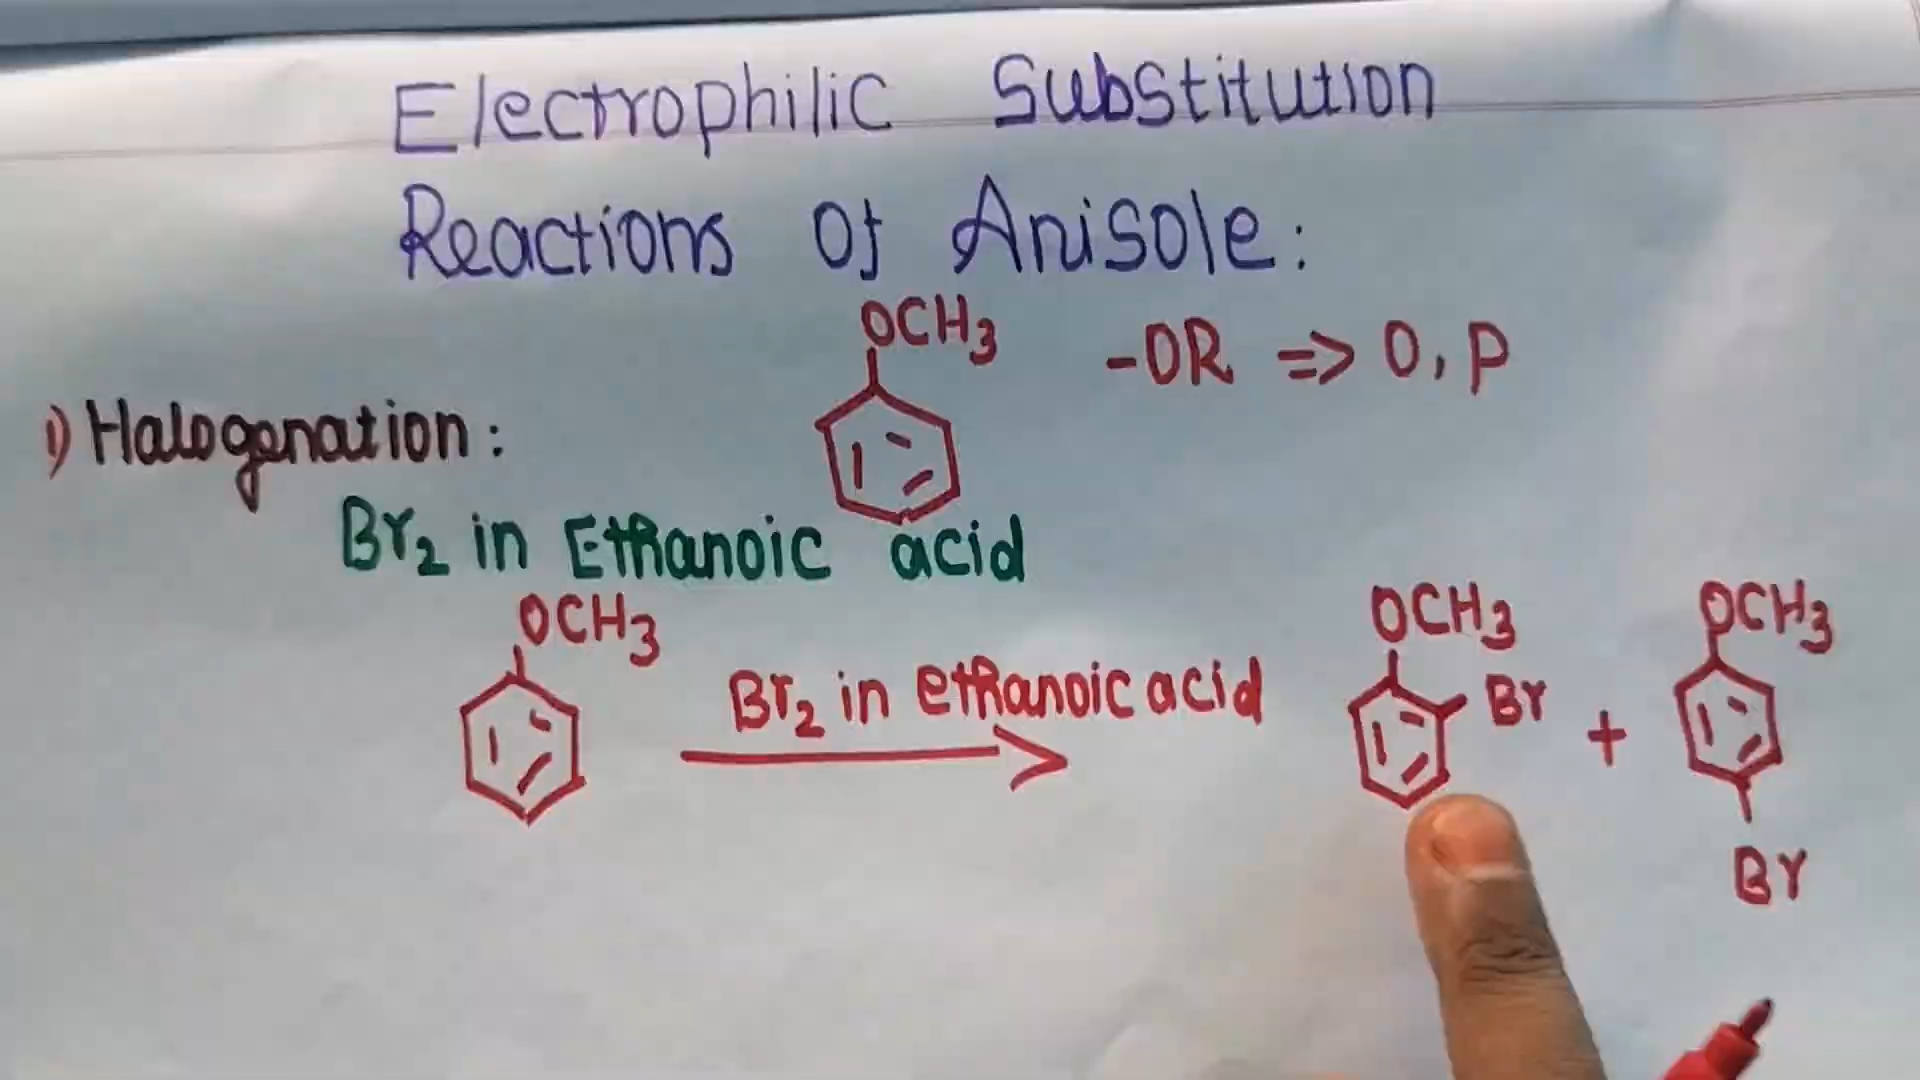 Electrophilic Substitution
Reactions Of Anisole:
OCH3 -OR => O, P
1) Halogenation:
Br2 in Ethanoic acid
OCH3
Br2 in ethanoic acid
OCH3
Br
+
OCH3
Br